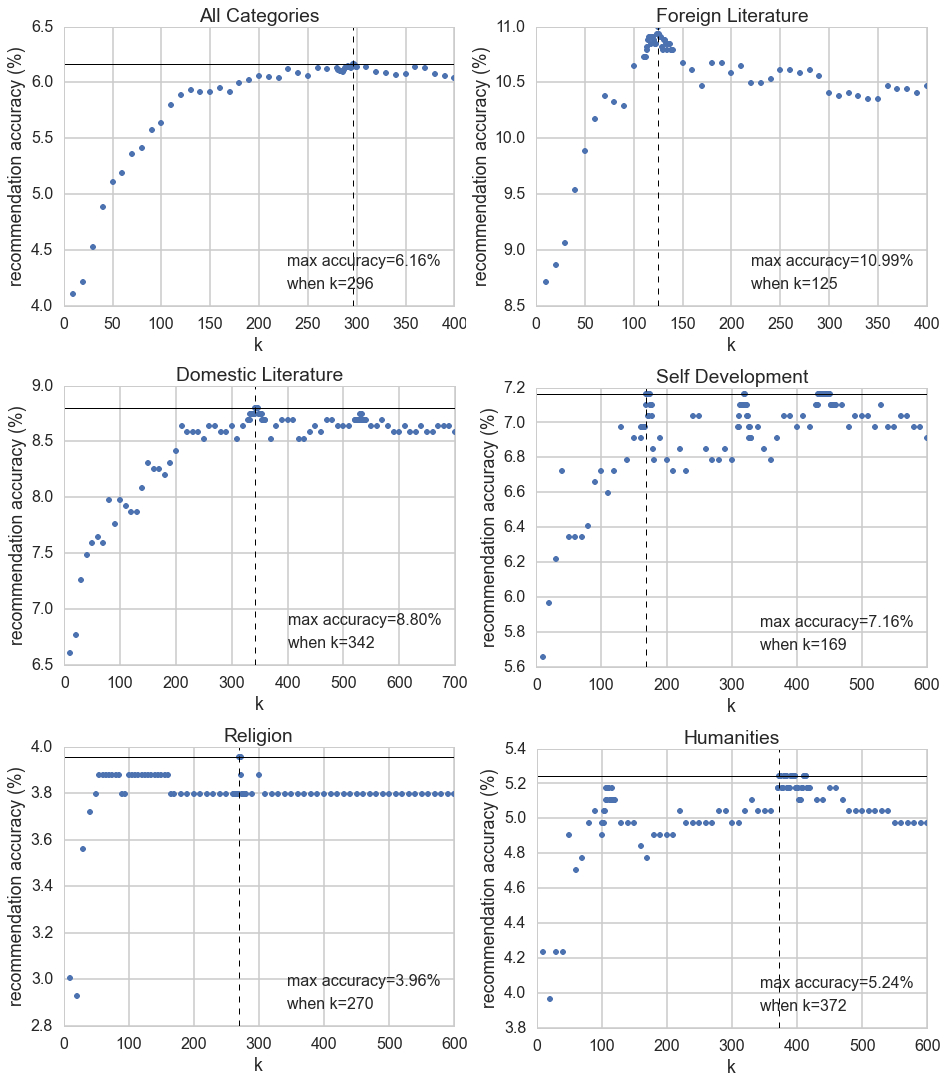 All Categories
recommendation accuracy (%)
6.5
6.0
5.5
5.0
4.5
4.0
max accuracy=6.16%
when k=296
0 50 100 150 200 250 300 350 400
k
Foreign Literature
recommendation accuracy (%)
11.0
10.5
10.0
9.5
9.0
8.5
max accuracy=10.99%
when k=125
0 50 100 150 200 250 300 350 400
k
Domestic Literature
recommendation accuracy (%)
9.0
8.5
8.0
7.5
7.0
6.5
max accuracy=8.80%
when k=342
0 100 200 300 400 500 600 700
k
Self Development
recommendation accuracy (%)
7.2
7.0
6.8
6.6
6.4
6.2
6.0
5.8
5.6
max accuracy=7.16%
when k=169
0 100 200 300 400 500 600
k
Religion
recommendation accuracy (%)
4.0
3.8
3.6
3.4
3.2
3.0
2.8
max accuracy=3.96%
when k=270
0 100 200 300 400 500 600
k
Humanities
recommendation accuracy (%)
5.4
5.2
5.0
4.8
4.6
4.4
4.2
4.0
3.8
max accuracy=5.24%
when k=372
0 100 200 300 400 500 600
k